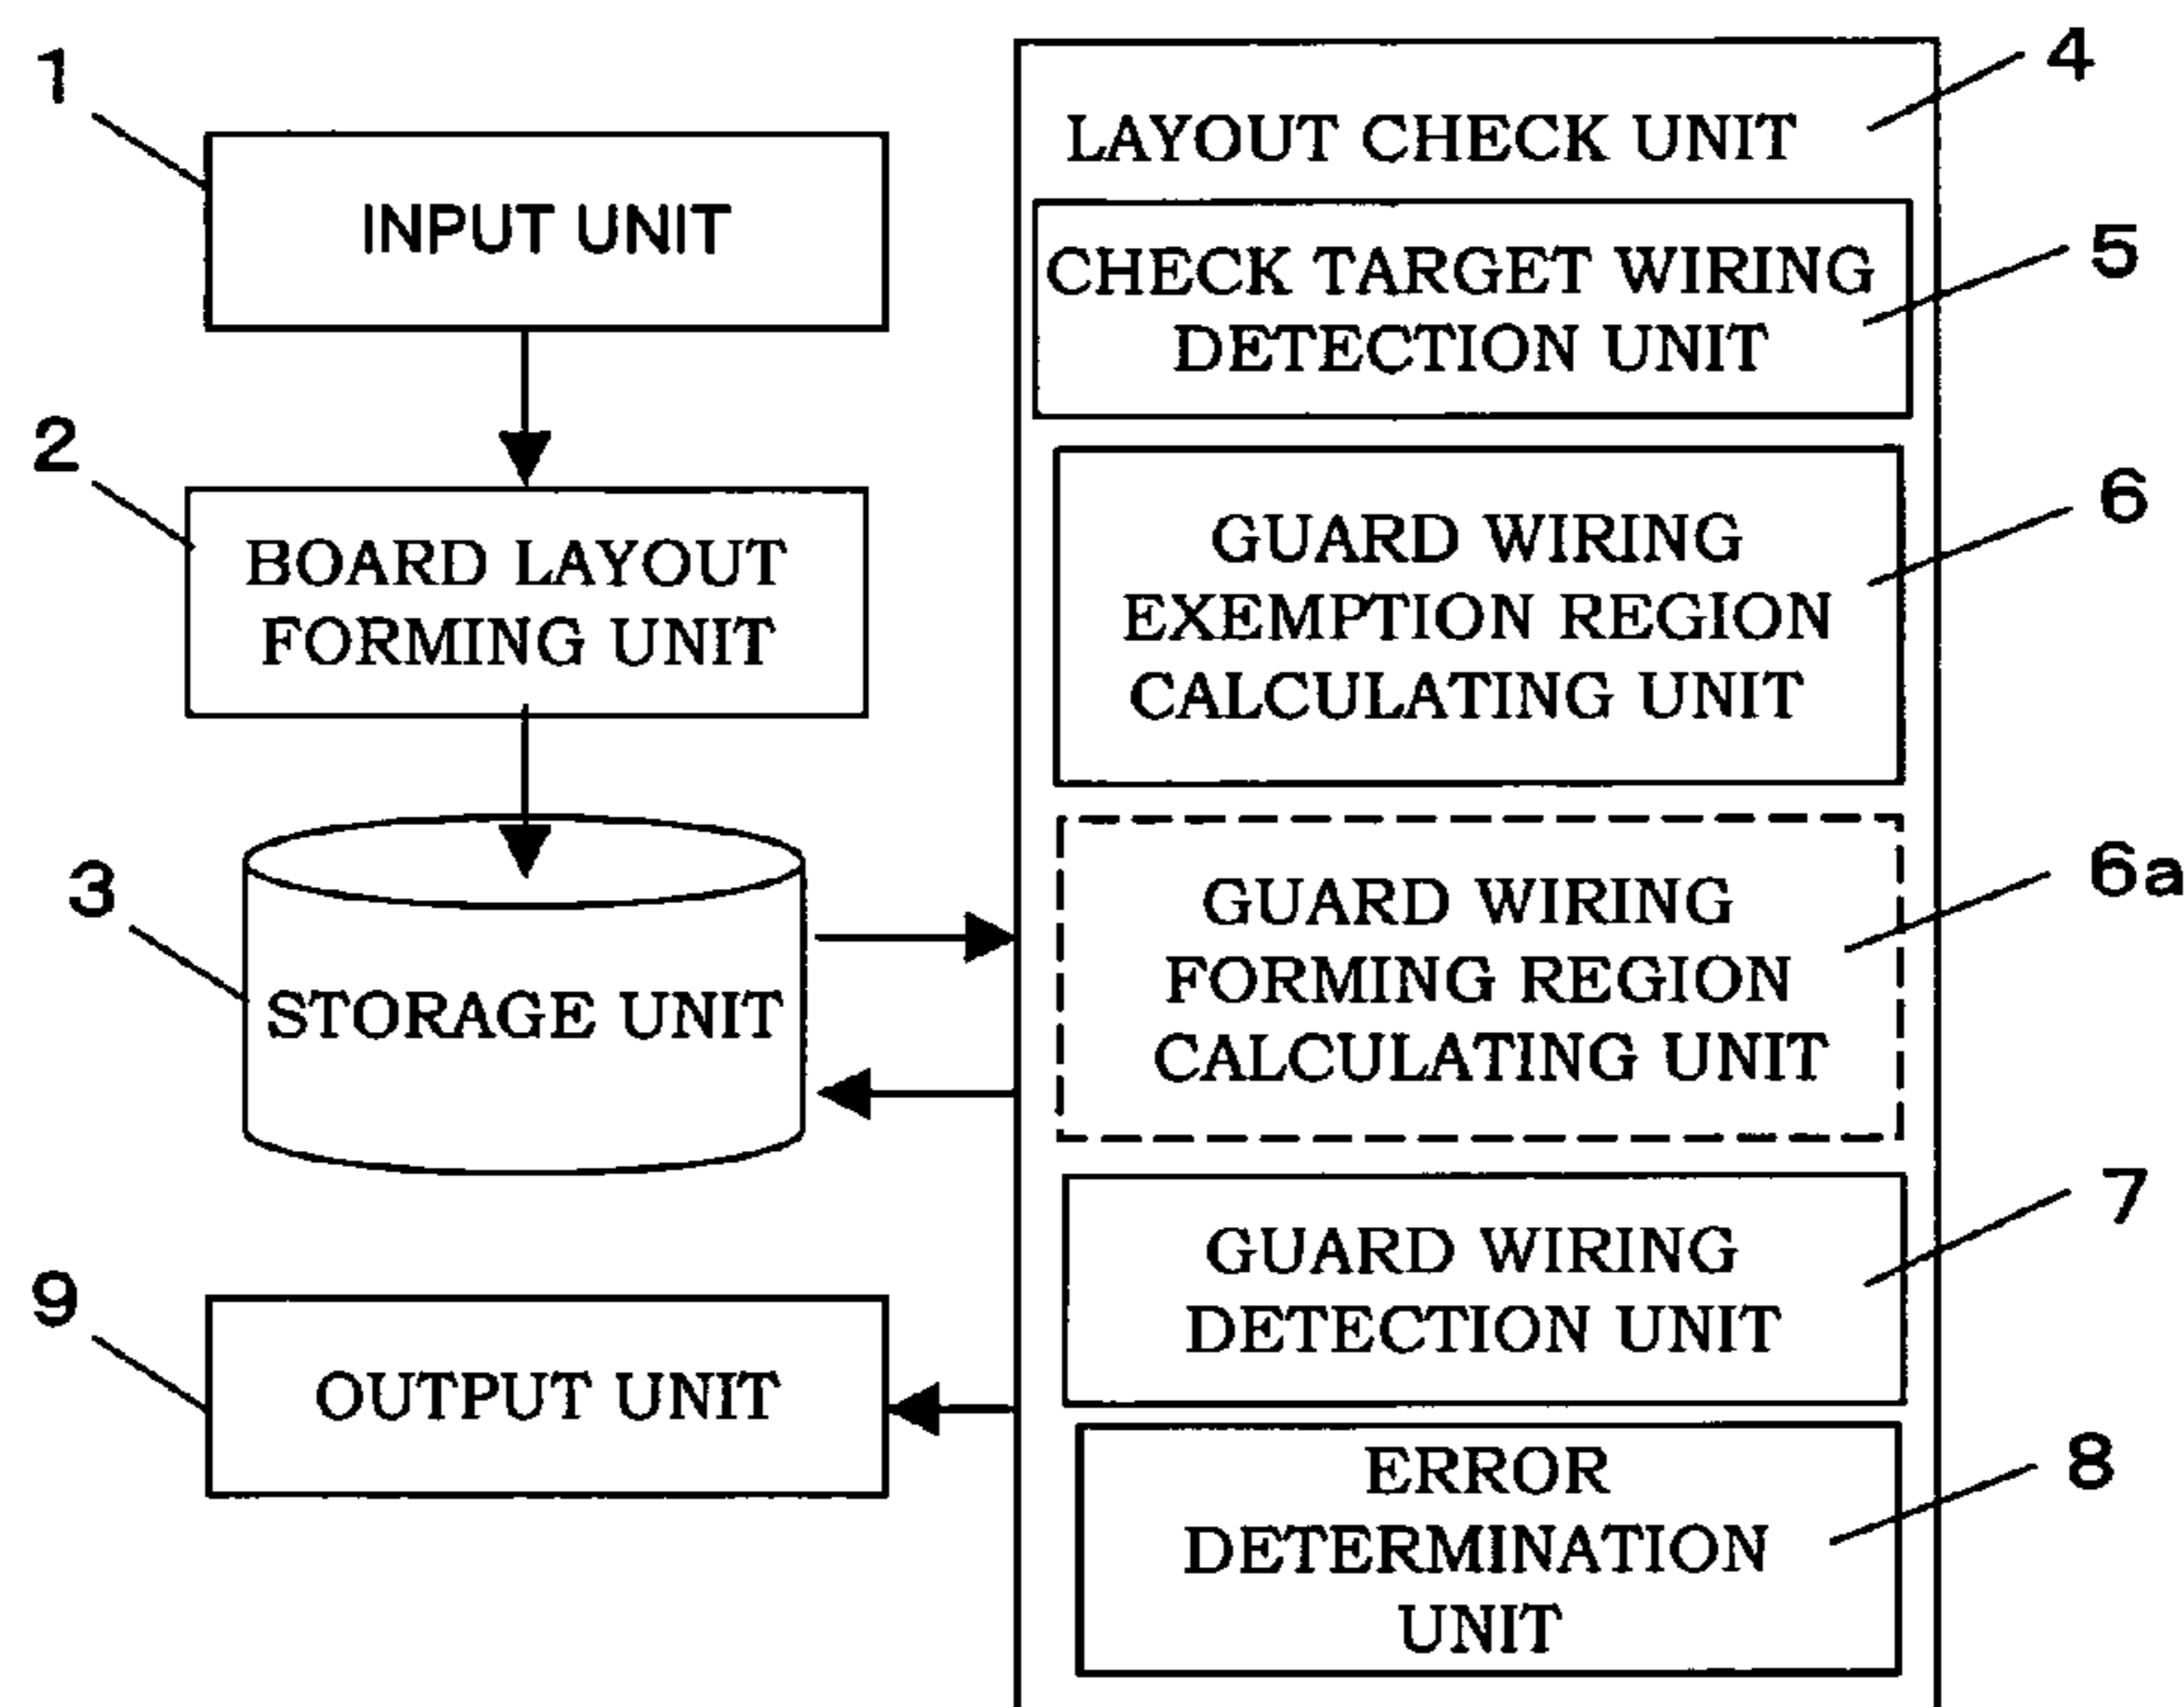 1
INPUT UNIT
2
BOARD LAYOUT
FORMING UNIT
3
STORAGE UNIT
9
OUTPUT UNIT
4
LAYOUT CHECK UNIT
5
CHECK TARGET WIRING
DETECTION UNIT
6
GUARD WIRING
EXEMPTION REGION
CALCULATING UNIT
6a
GUARD WIRING
FORMING REGION
CALCULATING UNIT
7
GUARD WIRING
DETECTION UNIT
8
ERROR
DETERMINATION
UNIT